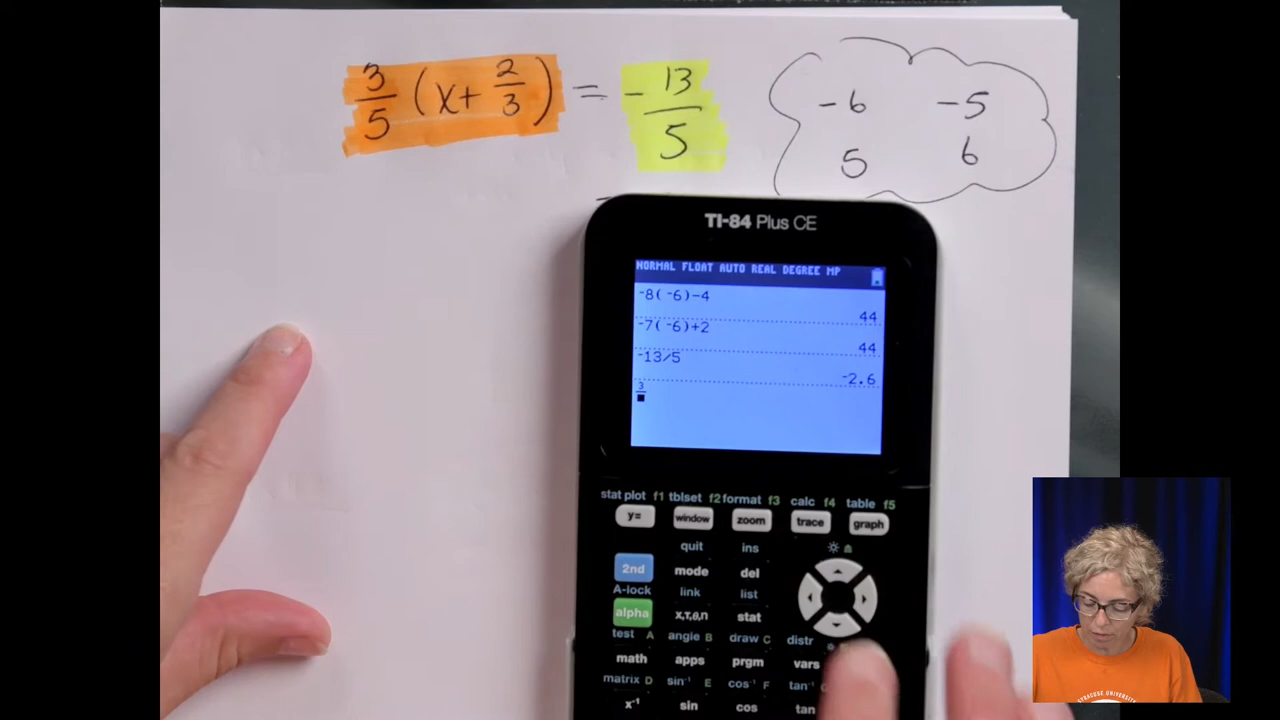 3/5 (x + 2/3) = - 13/5
-6 -5
5 6
TI-84 Plus CE
NORMAL FLOAT AUTO REAL DEGREE MP
-8(-6)-4
44
-7(-6)+2
44
-13/5
-2.6
3
stat plot f1 tblset f2 format f3 calc f4 table f5
y= window zoom trace graph
quit ins
2nd mode del
A-lock link list
alpha x,τ,θ,n stat
test A angle B draw C distr
math apps prgm vars
matrix D sin⁻¹ E cos⁻¹ F tan⁻¹
x⁻¹ sin cos tan
SYRACUSE UNIVERSITY